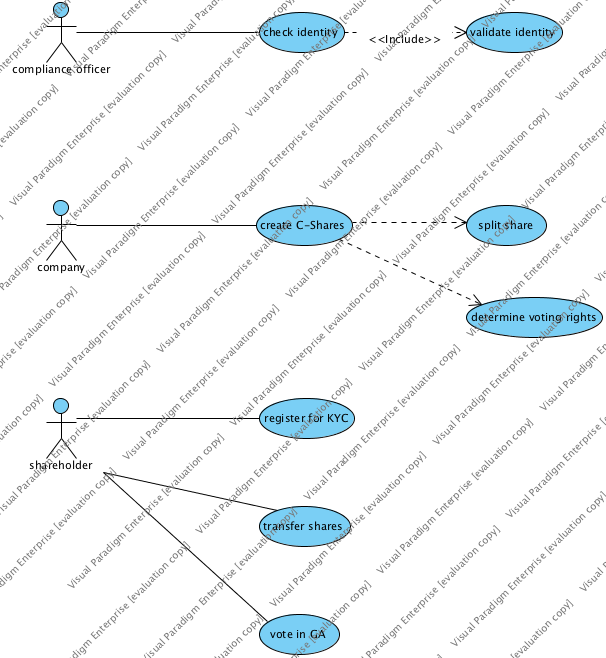 check identity
<<Include>>
validate identity
compliance officer
create C-Shares
split share
company
determine voting rights
register for KYC
shareholder
transfer shares
vote in GA
Visual Paradigm Enterprise [evaluation copy]